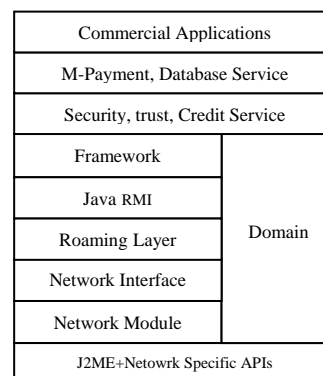 Commercial Applications
M-Payment, Database Service
Security, trust, Credit Service
Framework
Java RMI
Roaming Layer
Domain
Network Interface
Network Module
J2ME+Netowrk Specific APIs